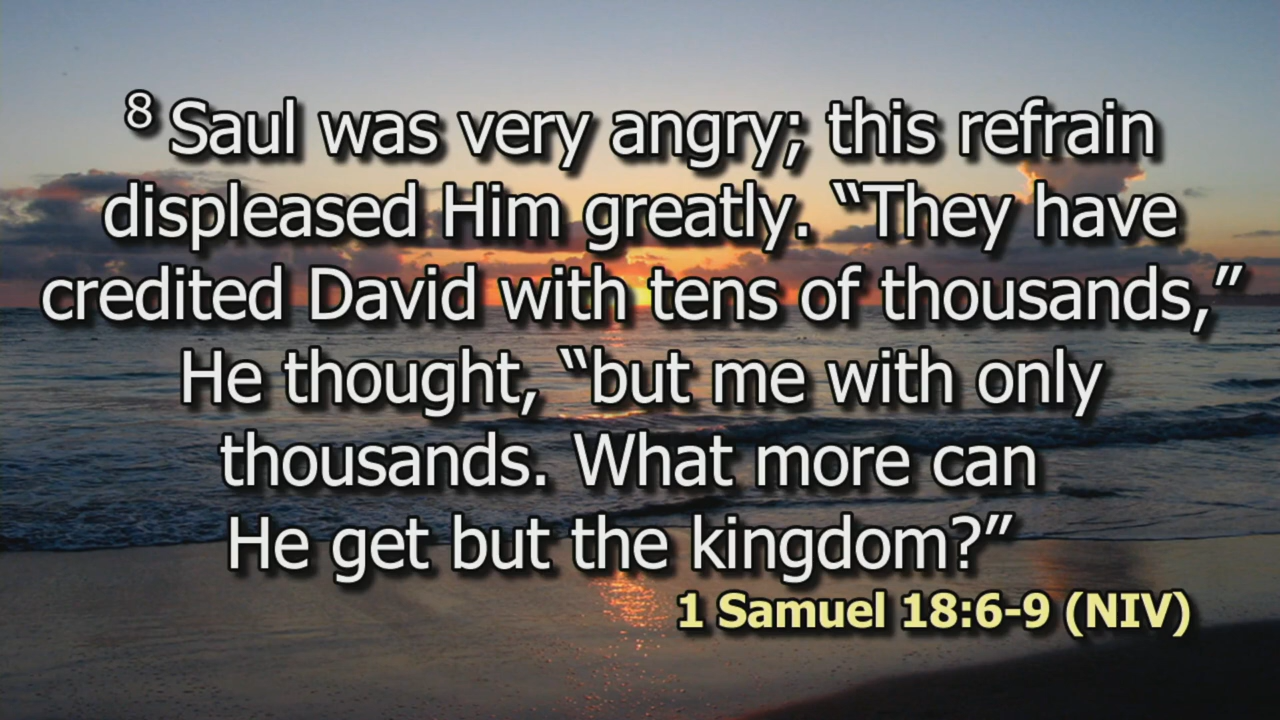 8 Saul was very angry; this refrain
displeased Him greatly. “They have
credited David with tens of thousands,”
He thought, “but me with only
thousands. What more can
He get but the kingdom?”
1 Samuel 18:6-9 (NIV)